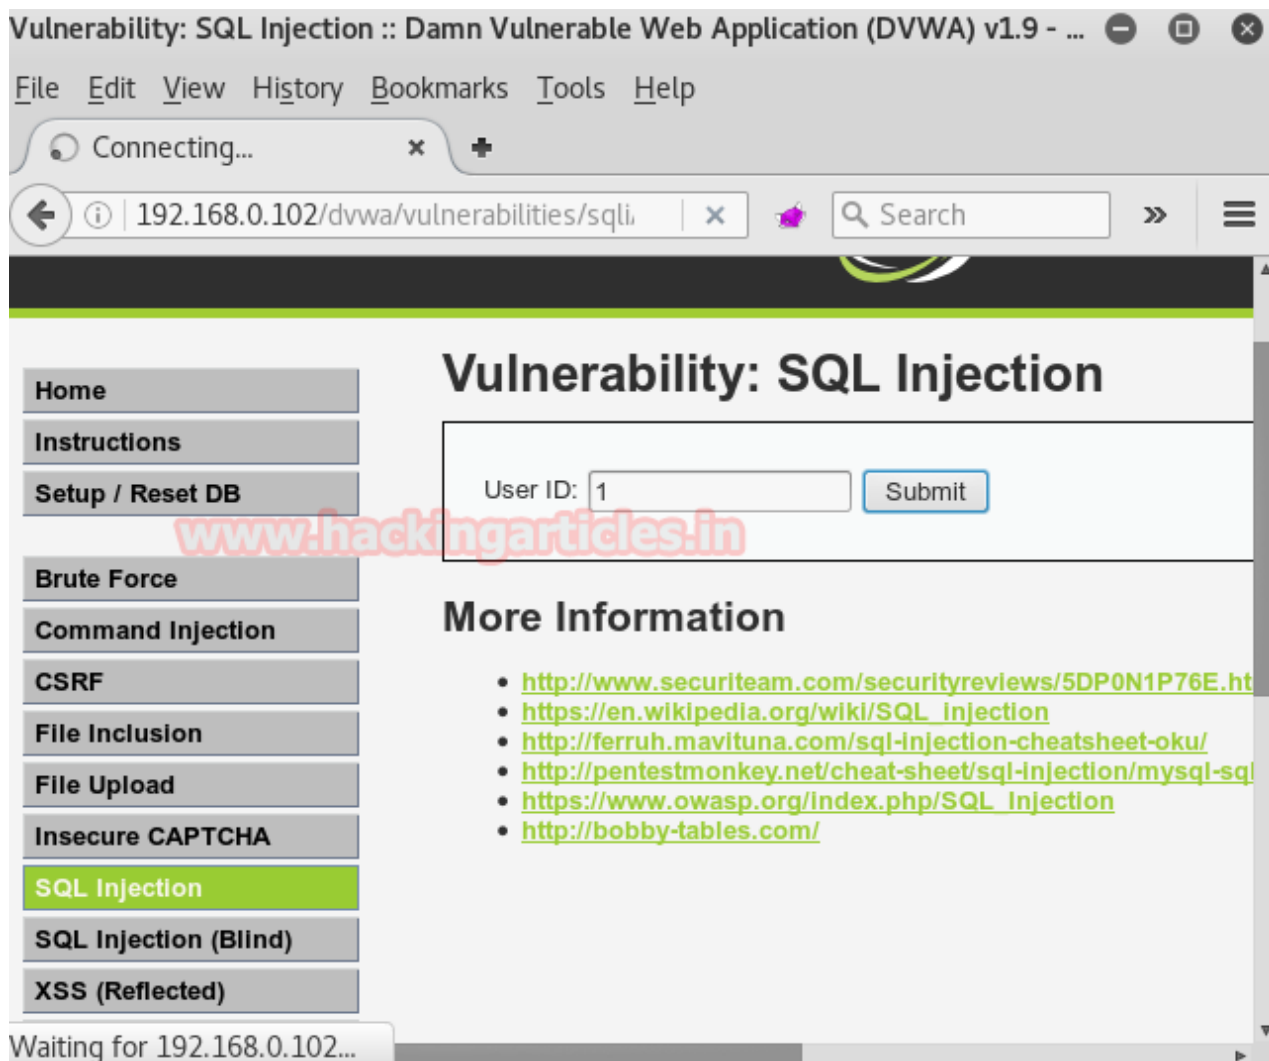 Vulnerability: SQL Injection :: Damn Vulnerable Web Application (DVWA) v1.9 - ...
File Edit View History Bookmarks Tools Help
Connecting...
192.168.0.102/dvwa/vulnerabilities/sqli/
Search
Home
Instructions
Setup / Reset DB
Brute Force
Command Injection
CSRF
File Inclusion
File Upload
Insecure CAPTCHA
SQL Injection
SQL Injection (Blind)
XSS (Reflected)
Vulnerability: SQL Injection
User ID: 1 Submit
www.hackingarticles.in
More Information
http://www.securiteam.com/securityreviews/5DP0N1P76E.ht
https://en.wikipedia.org/wiki/SQL_injection
http://ferruh.mavituna.com/sql-injection-cheatsheet-oku/
http://pentestmonkey.net/cheat-sheet/sql-injection/mysql-sql
https://www.owasp.org/index.php/SQL_Injection
http://bobby-tables.com/
Waiting for 192.168.0.102...